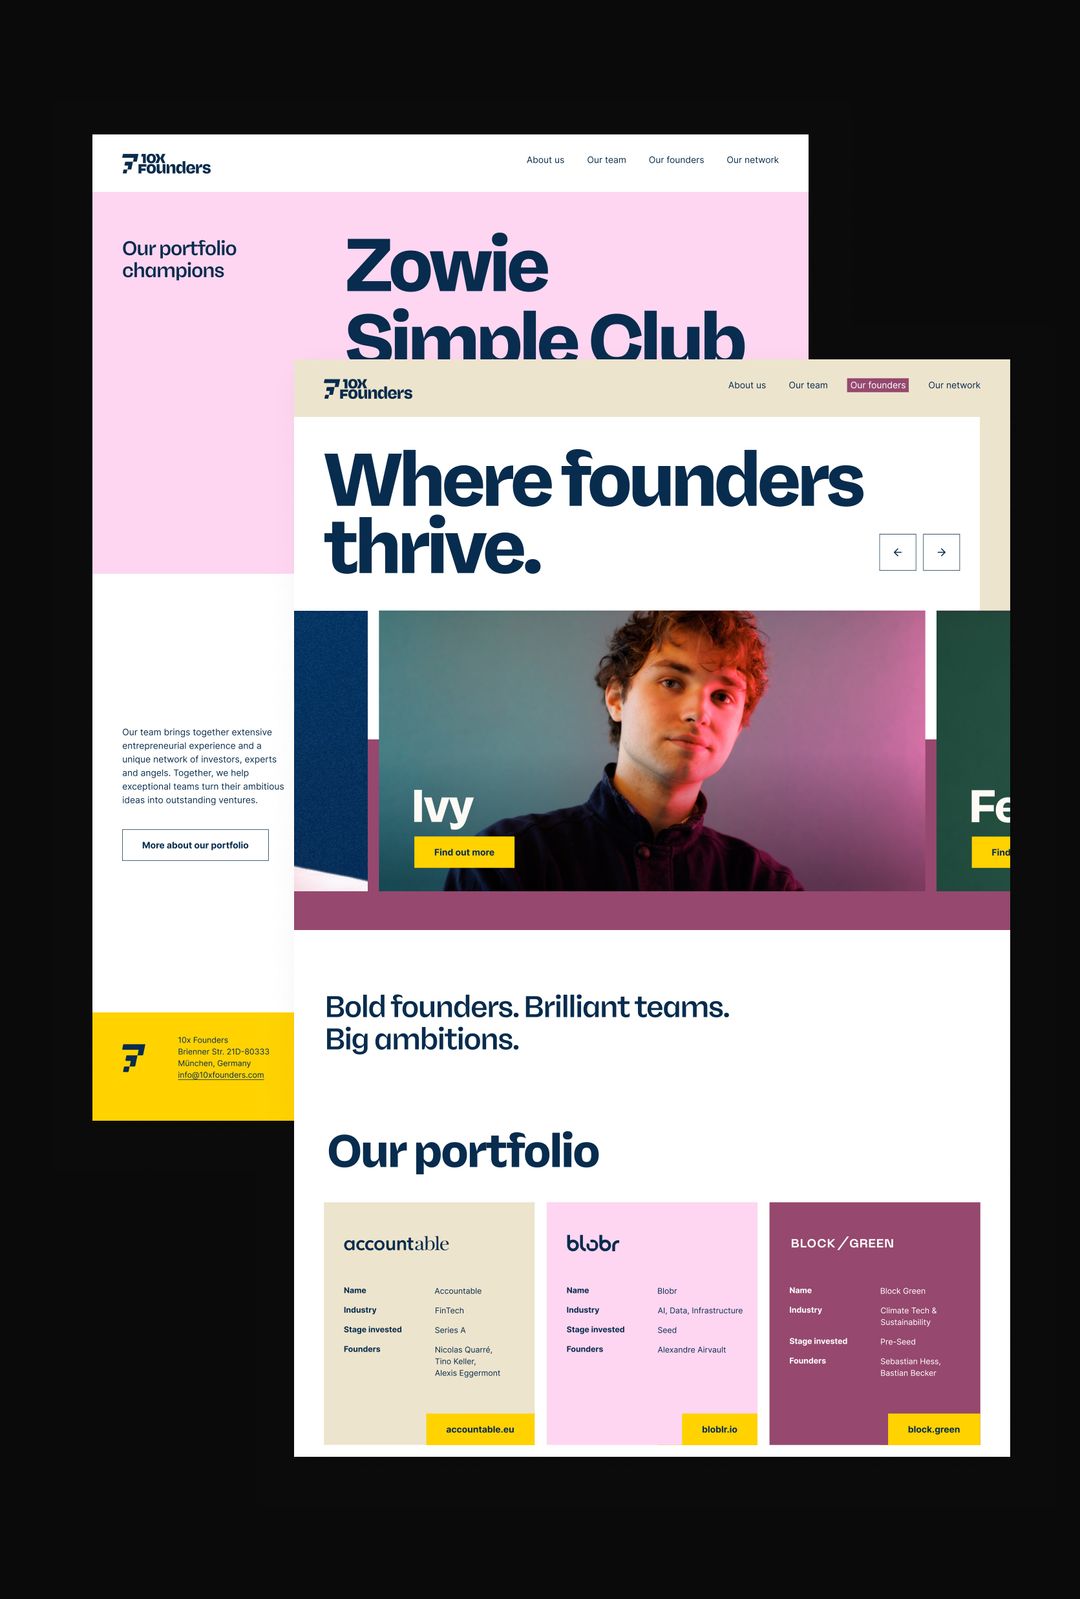 10X
Founders
About us
Our team
Our founders
Our network
Our portfolio
champions
Zowie
Simple Club
10X
Founders
About us
Our team
Our founders
Our network
Where founders
thrive.
Ivy
Find out more
Fe
Find
Our team brings together extensive
entrepreneurial experience and a
unique network of investors, experts
and angels. Together, we help
exceptional teams turn their ambitious
ideas into outstanding ventures.
More about our portfolio
10x Founders
Brienner Str. 21D-80333
München, Germany
info@10xfounders.com
Bold founders. Brilliant teams.
Big ambitions.
Our portfolio
accountable
Name Accountable
Industry FinTech
Stage invested Series A
Founders Nicolas Quarré,
Tino Keller,
Alexis Eggermont
accountable.eu
blobr
Name Blobr
Industry AI, Data, Infrastructure
Stage invested Seed
Founders Alexandre Airvault
bloblr.io
BLOCK/GREEN
Name Block Green
Industry Climate Tech &
Sustainability
Stage invested Pre-Seed
Founders Sebastian Hess,
Bastian Becker
block.green